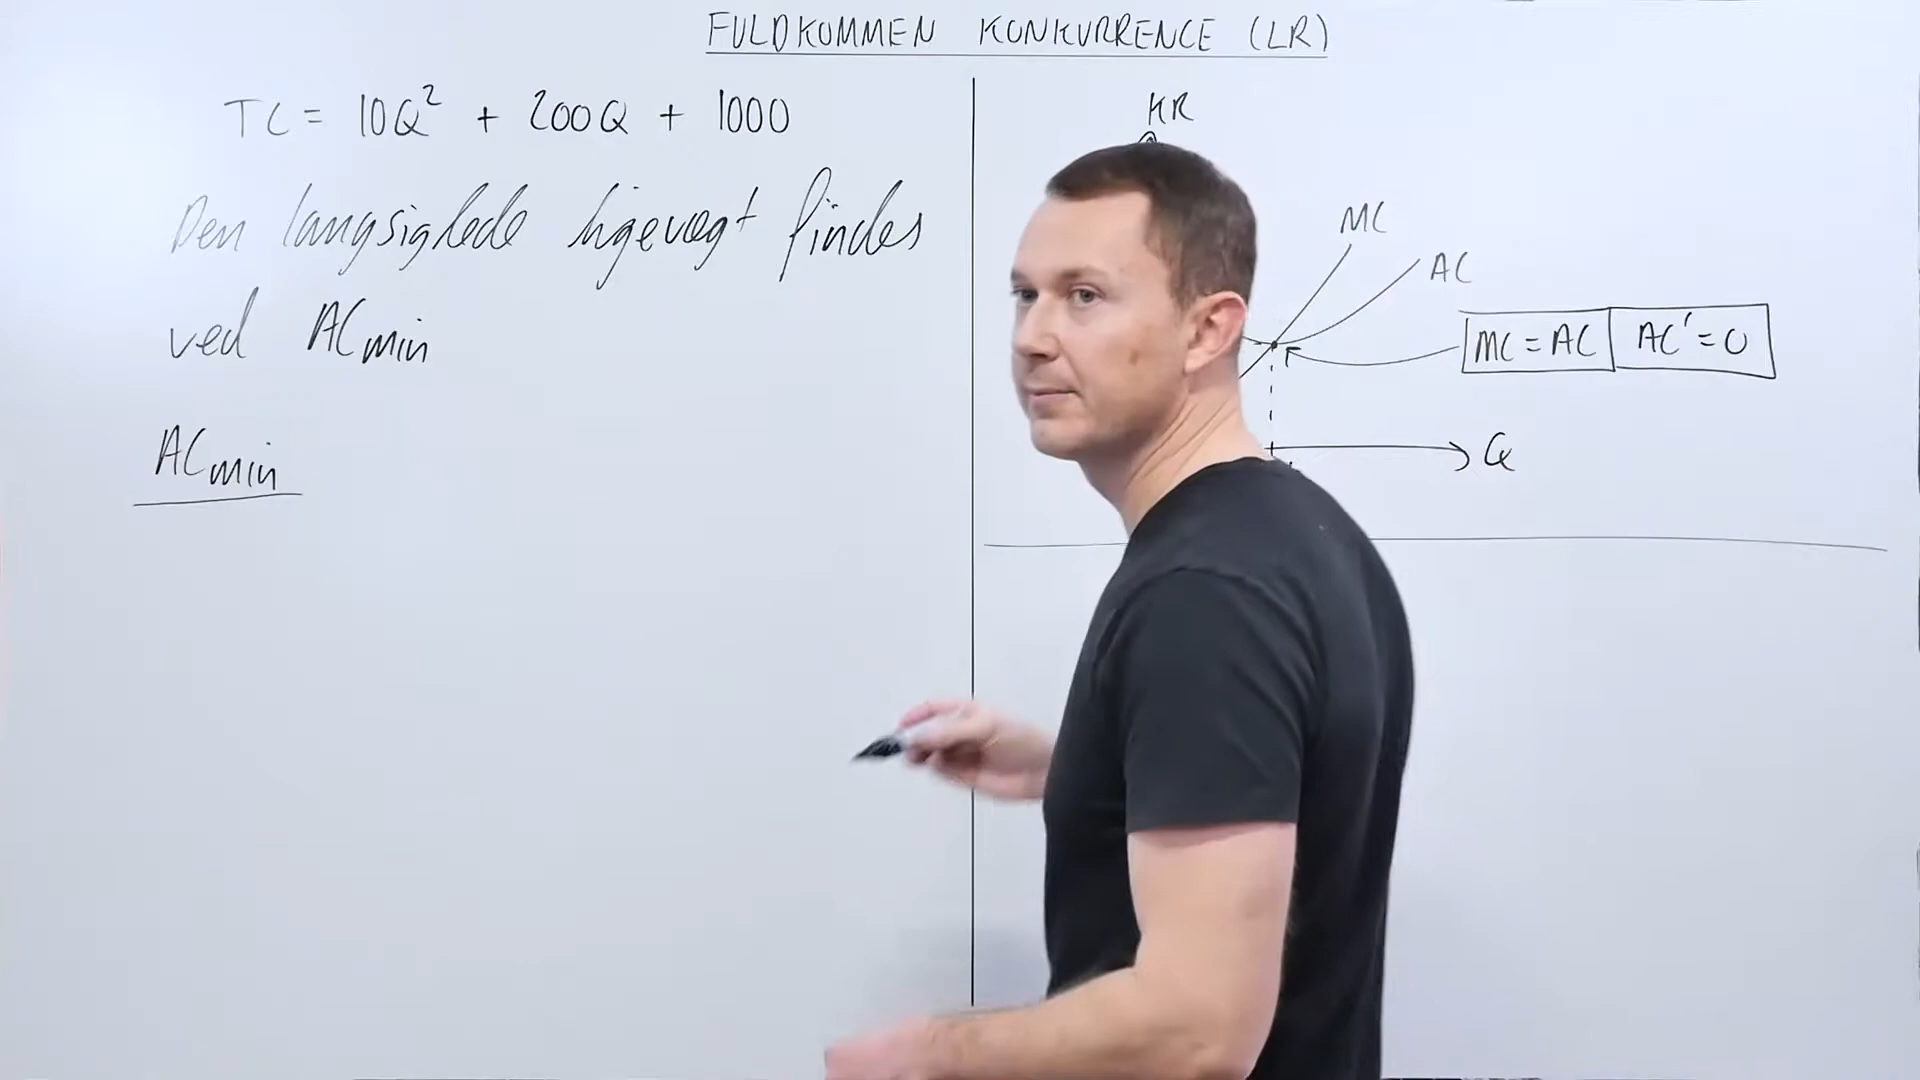 FULDKOMMEN KONKURRENCE (LR)
TC = 10Q² + 200Q + 1000
Den langsigtede ligevægt findes
ved ACmin
ACmin
KR
MC
AC
MC = AC AC' = 0
Q